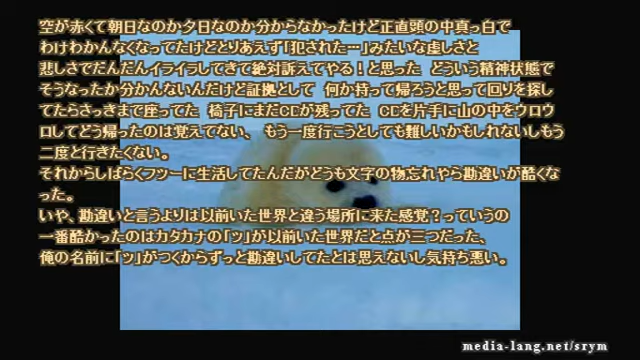 空が赤くて朝日なのか夕日なのか分からなかったけど正直頭の中真っ白で
わけわかんなくなってたけどとりあえず「犯された…」みたいな虚しさと
悲しさでだんだんイライラしてきて絶対訴えてやる！と思った　どういう精神状態で
そうなったか分かんないんだけど証拠として　何か持って帰ろうと思って回りを探し
てたらさっきまで座ってた　椅子にまだCDが残ってた　CDを片手に山の中をウロウ
ロしてどう帰ったのは覚えてない、　もう一度行こうとしても難しいかもしれないしもう
二度と行きたくない。
それからしばらくフツーに生活してたんだがどうも文字の物忘れやら勘違いが酷くな
った。
いや、勘違いと言うよりは以前いた世界と違う場所に来た感覚？っていうの
一番酷かったのはカタカナの「ッ」が以前いた世界だと点が三つだった、
俺の名前に「ツ」がつくからずっと勘違いしてたとは思えないし気持ち悪い。
media-lang.net/srym